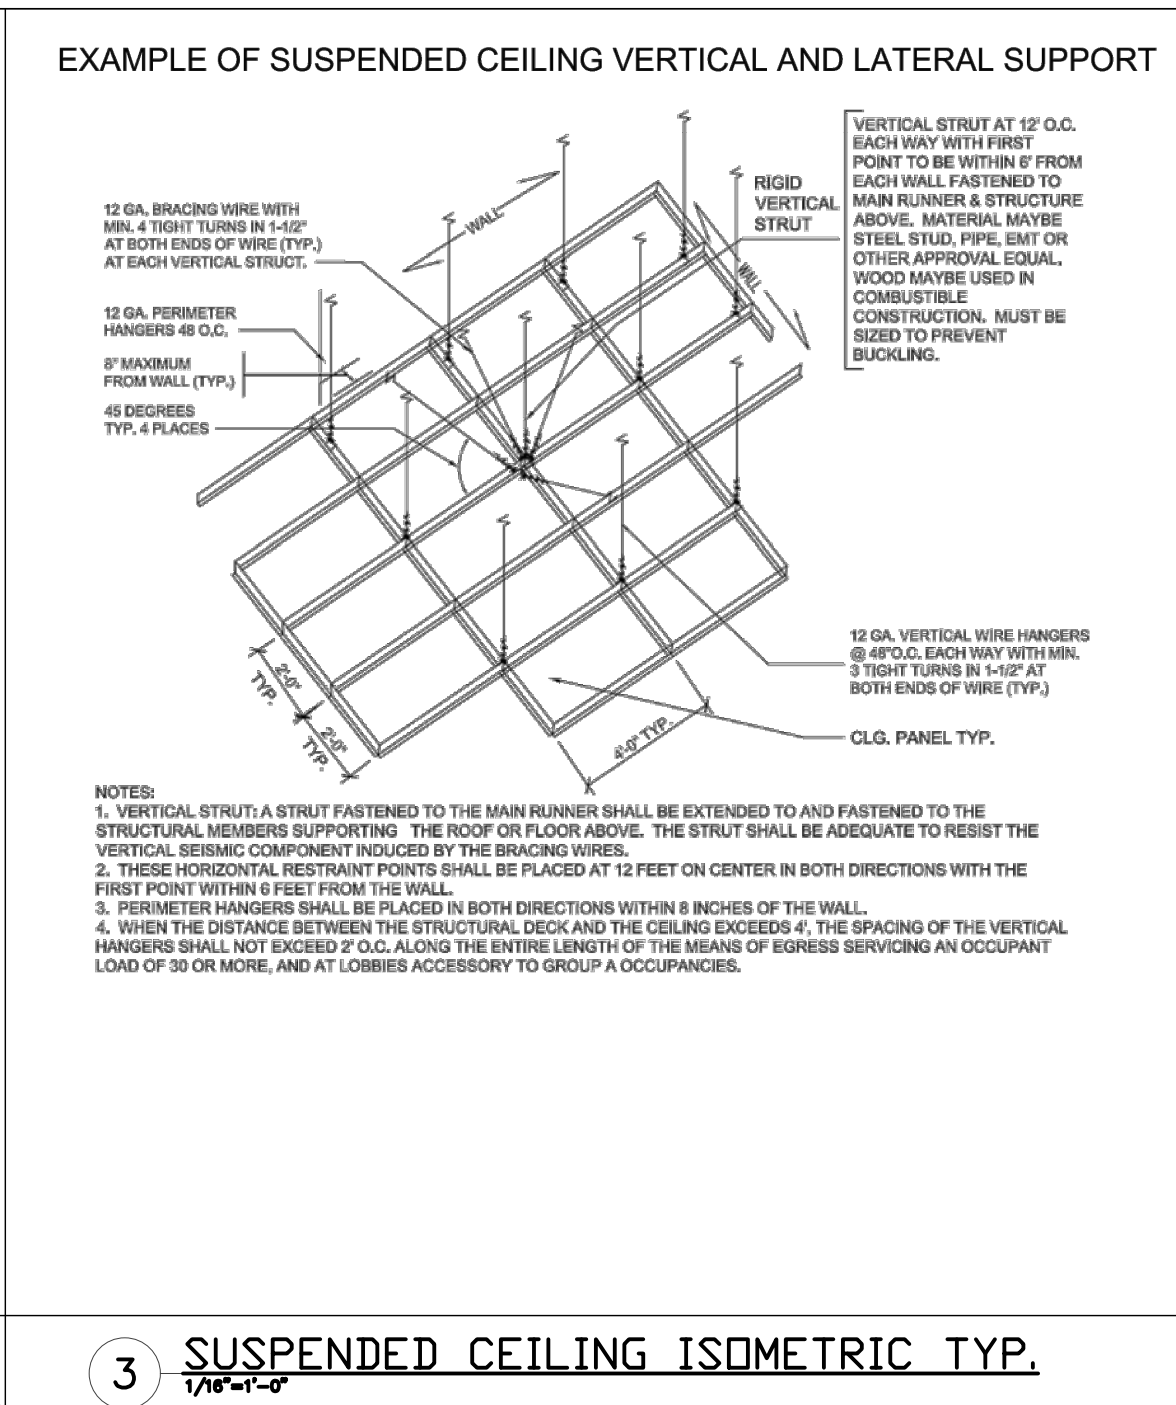 EXAMPLE OF SUSPENDED CEILING VERTICAL AND LATERAL SUPPORT
12 GA. BRACING WIRE WITH
MIN. 4 TIGHT TURNS IN 1-1/2"
AT BOTH ENDS OF WIRE (TYP.)
AT EACH VERTICAL STRUCT.
12 GA. PERIMETER
HANGERS 48 O.C.
8" MAXIMUM
FROM WALL (TYP.)
45 DEGREES
TYP. 4 PLACES
WALL
WALL
RIGID
VERTICAL
STRUT
VERTICAL STRUT AT 12' O.C.
EACH WAY WITH FIRST
POINT TO BE WITHIN 6' FROM
EACH WALL FASTENED TO
MAIN RUNNER & STRUCTURE
ABOVE. MATERIAL MAYBE
STEEL STUD, PIPE, EMT OR
OTHER APPROVAL EQUAL.
WOOD MAYBE USED IN
COMBUSTIBLE
CONSTRUCTION. MUST BE
SIZED TO PREVENT
BUCKLING.
12 GA. VERTICAL WIRE HANGERS
@ 48"O.C. EACH WAY WITH MIN.
3 TIGHT TURNS IN 1-1/2" AT
BOTH ENDS OF WIRE (TYP.)
CLG. PANEL TYP.
2'-0"
TYP.
2'-0"
TYP.
4'-0" TYP.
NOTES:
1. VERTICAL STRUT: A STRUT FASTENED TO THE MAIN RUNNER SHALL BE EXTENDED TO AND FASTENED TO THE
STRUCTURAL MEMBERS SUPPORTING THE ROOF OR FLOOR ABOVE. THE STRUT SHALL BE ADEQUATE TO RESIST THE
VERTICAL SEISMIC COMPONENT INDUCED BY THE BRACING WIRES.
2. THESE HORIZONTAL RESTRAINT POINTS SHALL BE PLACED AT 12 FEET ON CENTER IN BOTH DIRECTIONS WITH THE
FIRST POINT WITHIN 6 FEET FROM THE WALL.
3. PERIMETER HANGERS SHALL BE PLACED IN BOTH DIRECTIONS WITHIN 8 INCHES OF THE WALL.
4. WHEN THE DISTANCE BETWEEN THE STRUCTURAL DECK AND THE CEILING EXCEEDS 4', THE SPACING OF THE VERTICAL
HANGERS SHALL NOT EXCEED 2' O.C. ALONG THE ENTIRE LENGTH OF THE MEANS OF EGRESS SERVICING AN OCCUPANT
LOAD OF 30 OR MORE, AND AT LOBBIES ACCESSORY TO GROUP A OCCUPANCIES.
3
SUSPENDED CEILING ISOMETRIC TYP.
1/16"=1'-0"